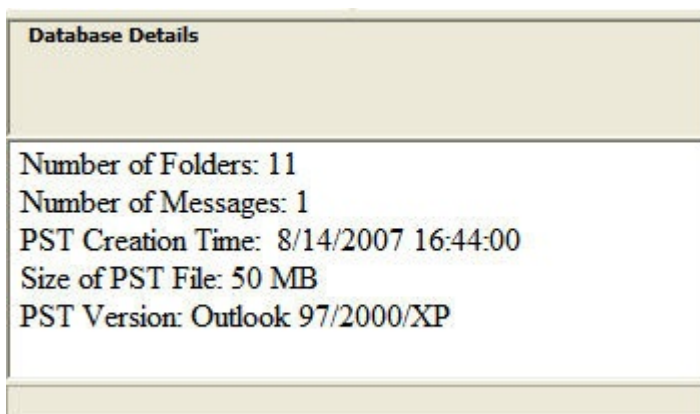 Database Details
Number of Folders: 11
Number of Messages: 1
PST Creation Time:  8/14/2007 16:44:00
Size of PST File: 50 MB
PST Version: Outlook 97/2000/XP